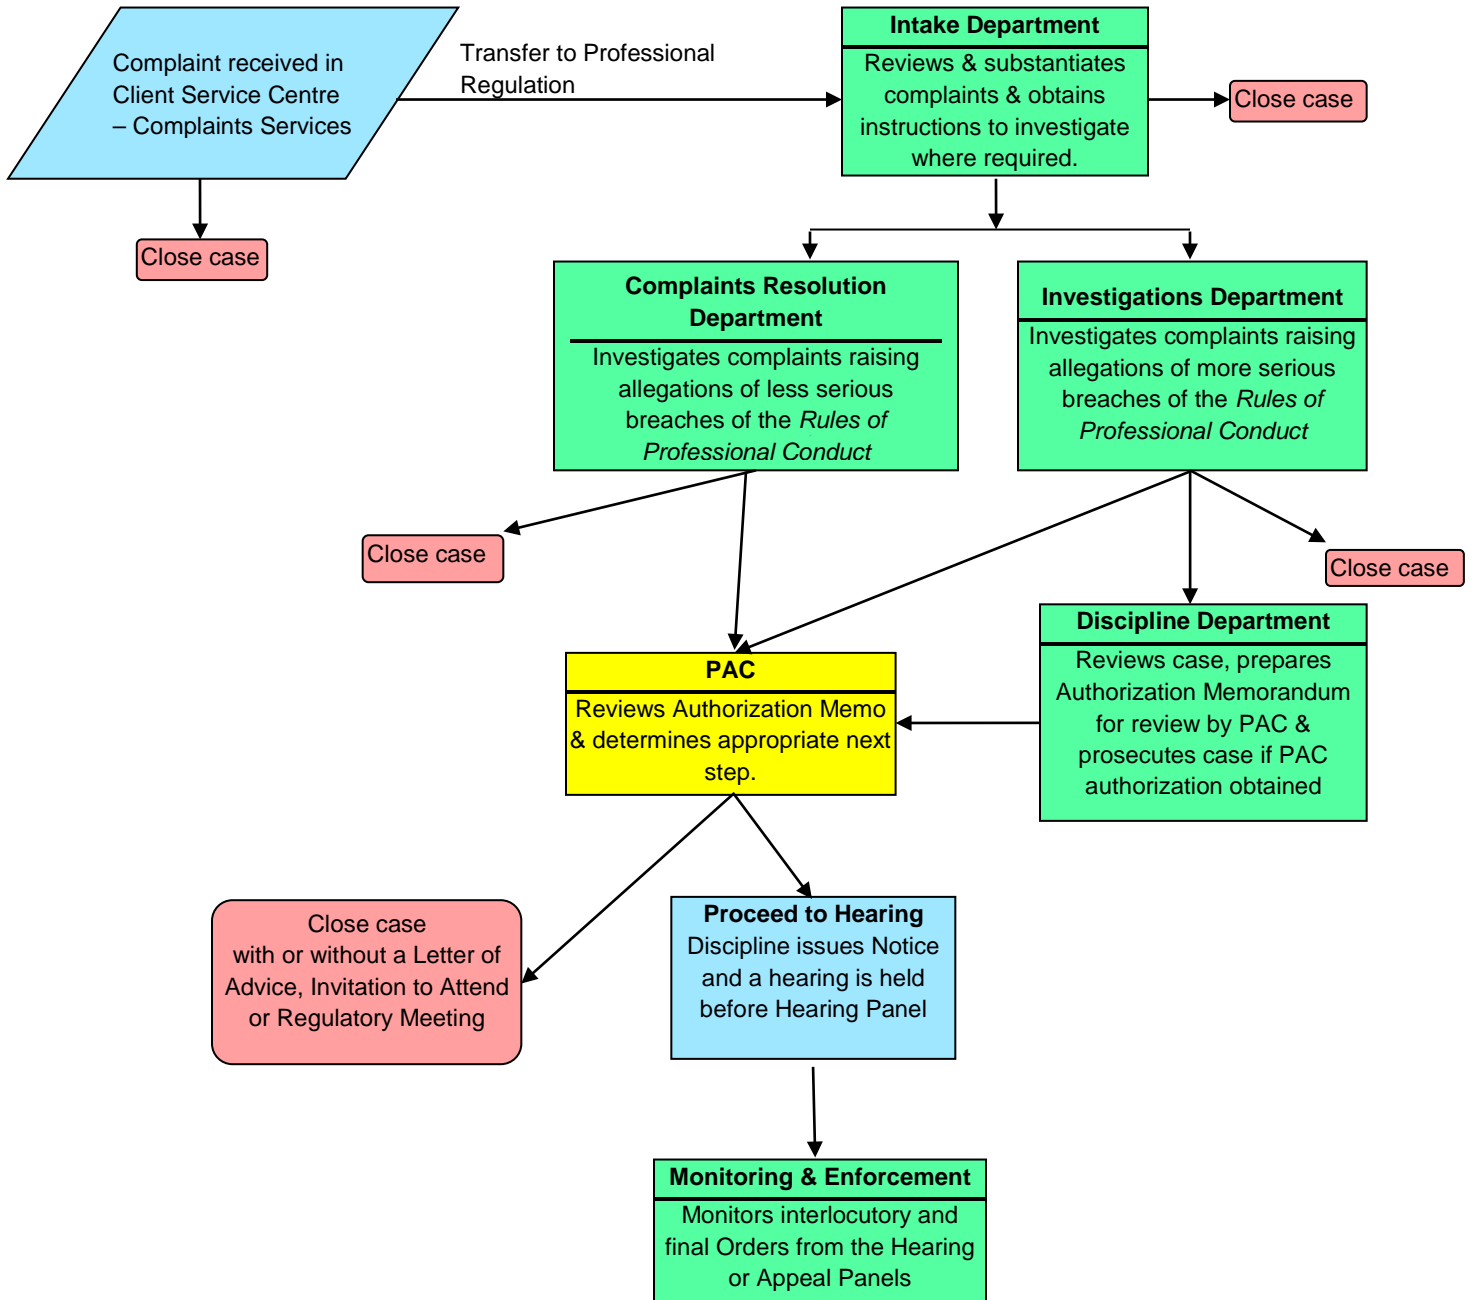 Complaint received in
Client Service Centre
– Complaints Services
Transfer to Professional
Regulation
Intake Department
Reviews & substantiates
complaints & obtains
instructions to investigate
where required.
Close case
Close case
Complaints Resolution
Department
Investigates complaints raising
allegations of less serious
breaches of the Rules of
Professional Conduct
Investigations Department
Investigates complaints raising
allegations of more serious
breaches of the Rules of
Professional Conduct
Close case
Close case
Discipline Department
Reviews case, prepares
Authorization Memorandum
for review by PAC &
prosecutes case if PAC
authorization obtained
PAC
Reviews Authorization Memo
& determines appropriate next
step.
Close case
with or without a Letter of
Advice, Invitation to Attend
or Regulatory Meeting
Proceed to Hearing
Discipline issues Notice
and a hearing is held
before Hearing Panel
Monitoring & Enforcement
Monitors interlocutory and
final Orders from the Hearing
or Appeal Panels